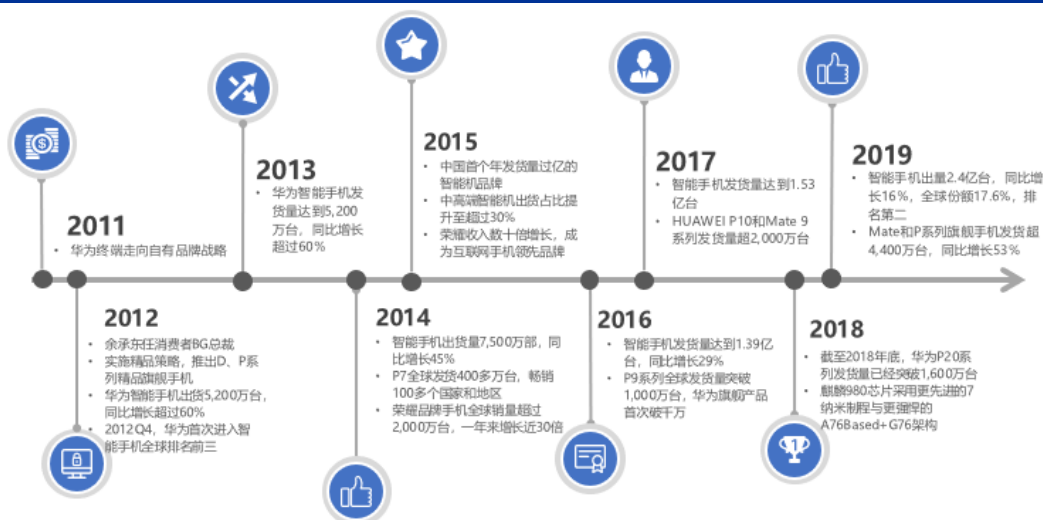 2011
• 华为终端走向自有品牌战略
2012
• 余承东任消费者BG总裁
• 实施精品策略，推出D、P系
列精品旗舰手机
• 华为智能手机出货5,200万台，
同比增长超过60%
• 2012Q4，华为首次进入智
能手机全球排名前三
2013
• 华为智能手机发
货量达到5,200
万台，同比增长
超过60%
2014
• 智能手机出货量7,500万部，同
比增长45%
• P7全球发货400多万台，畅销
100多个国家和地区
• 荣耀品牌手机全球销量超过
2,000万台，一年来增长近30倍
2015
• 中国首个年发货量过亿的
智能机品牌
• 中高端智能机出货占比提
升至超过30%
• 荣耀收入数十倍增长，成
为互联网手机领先品牌
2016
• 智能手机发货量达到1.39亿
台，同比增长29%
• P9系列全球发货量突破
1,000万台，华为旗舰产品
首次破千万
2017
• 智能手机发货量达到1.53
亿台
• HUAWEI P10和Mate 9
系列发货量超2,000万台
2018
• 截至2018年底，华为P20系
列发货量已经突破1,600万台
• 麒麟980芯片采用更先进的7
纳米制程与更强悍的
A76Based+G76架构
2019
• 智能手机出量2.4亿台，同比增
长16%，全球份额17.6%，排
名第二
• Mate和P系列旗舰手机发货超
4,400万台，同比增长53%
1